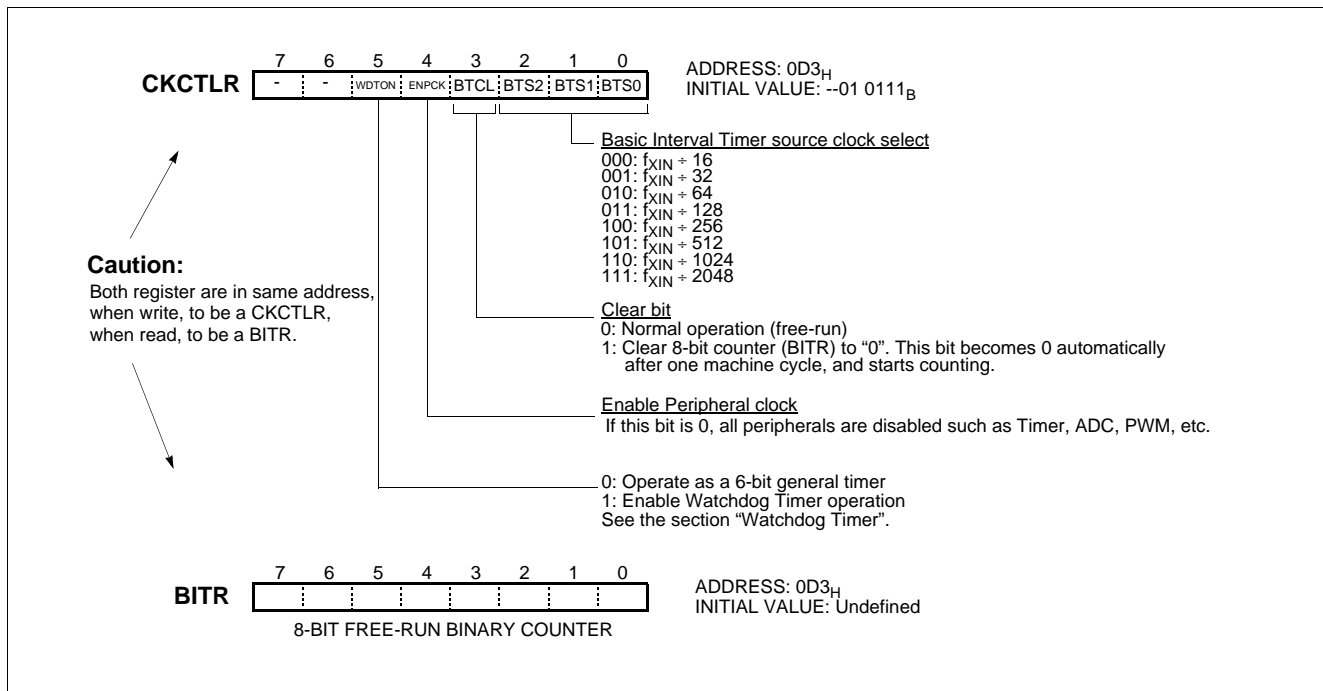 7 6 5 4 3 2 1 0
CKCTLR - - WDTON ENPCK BTCL BTS2 BTS1 BTS0
ADDRESS: 0D3H
INITIAL VALUE: --01 0111B
Basic Interval Timer source clock select
000: fXIN ÷ 16
001: fXIN ÷ 32
010: fXIN ÷ 64
011: fXIN ÷ 128
100: fXIN ÷ 256
101: fXIN ÷ 512
110: fXIN ÷ 1024
111: fXIN ÷ 2048
Caution:
Both register are in same address,
when write, to be a CKCTLR,
when read, to be a BITR.
Clear bit
0: Normal operation (free-run)
1: Clear 8-bit counter (BITR) to “0”. This bit becomes 0 automatically
after one machine cycle, and starts counting.
Enable Peripheral clock
If this bit is 0, all peripherals are disabled such as Timer, ADC, PWM, etc.
0: Operate as a 6-bit general timer
1: Enable Watchdog Timer operation
See the section “Watchdog Timer”.
7 6 5 4 3 2 1 0
BITR
ADDRESS: 0D3H
INITIAL VALUE: Undefined
8-BIT FREE-RUN BINARY COUNTER